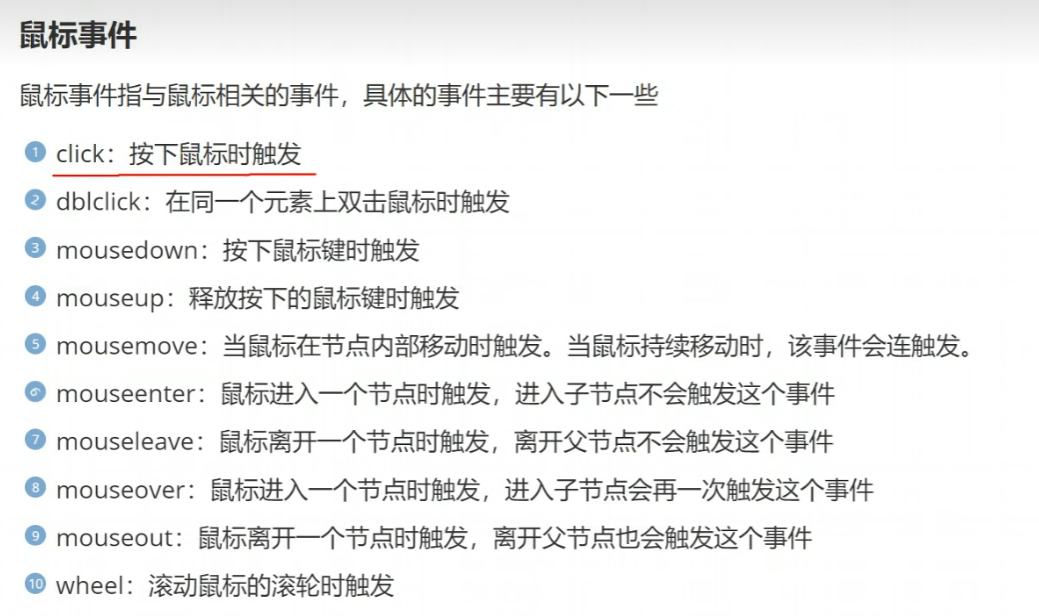 鼠标事件
鼠标事件指与鼠标相关的事件，具体的事件主要有以下一些
1 click：按下鼠标时触发
2 dblclick：在同一个元素上双击鼠标时触发
3 mousedown：按下鼠标键时触发
4 mouseup：释放按下的鼠标键时触发
5 mousemove：当鼠标在节点内部移动时触发。当鼠标持续移动时，该事件会连触发。
6 mouseenter：鼠标进入一个节点时触发，进入子节点不会触发这个事件
7 mouseleave：鼠标离开一个节点时触发，离开父节点不会触发这个事件
8 mouseover：鼠标进入一个节点时触发，进入子节点会再一次触发这个事件
9 mouseout：鼠标离开一个节点时触发，离开父节点也会触发这个事件
10 wheel：滚动鼠标的滚轮时触发